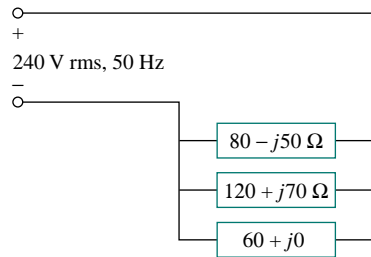 +
240 V rms, 50 Hz
–
80 – j50 Ω
120 + j70 Ω
60 + j0